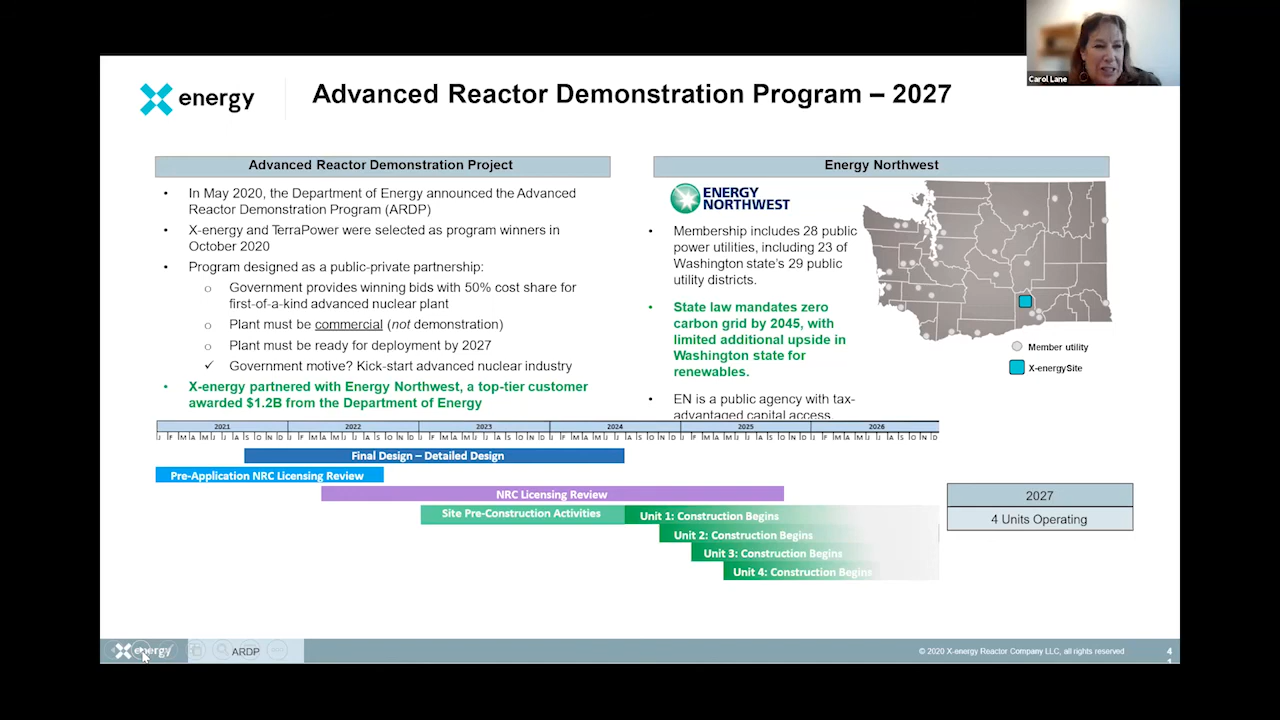 Carol Lane
energy
Advanced Reactor Demonstration Program – 2027
Advanced Reactor Demonstration Project
• In May 2020, the Department of Energy announced the Advanced
Reactor Demonstration Program (ARDP)
• X-energy and TerraPower were selected as program winners in
October 2020
• Program designed as a public-private partnership:
o Government provides winning bids with 50% cost share for
first-of-a-kind advanced nuclear plant
o Plant must be commercial (not demonstration)
o Plant must be ready for deployment by 2027
✓ Government motive? Kick-start advanced nuclear industry
• X-energy partnered with Energy Northwest, a top-tier customer
awarded $1.2B from the Department of Energy
Energy Northwest
ENERGY
NORTHWEST
• Membership includes 28 public
power utilities, including 23 of
Washington state's 29 public
utility districts.
• State law mandates zero
carbon grid by 2045, with
limited additional upside in
Washington state for
renewables.
• EN is a public agency with tax-
advantaged capital access.
Member utility
X-energySite
2021 2022 2023 2024 2025 2026
J F M A M J J A S O N D J F M A M J J A S O N D J F M A M J J A S O N D J F M A M J J A S O N D J F M A M J J A S O N D J F M A M J J A S O N D
Final Design – Detailed Design
Pre-Application NRC Licensing Review
NRC Licensing Review
Site Pre-Construction Activities
Unit 1: Construction Begins
Unit 2: Construction Begins
Unit 3: Construction Begins
Unit 4: Construction Begins
2027
4 Units Operating
energy
ARDP
© 2020 X-energy Reactor Company LLC, all rights reserved
4